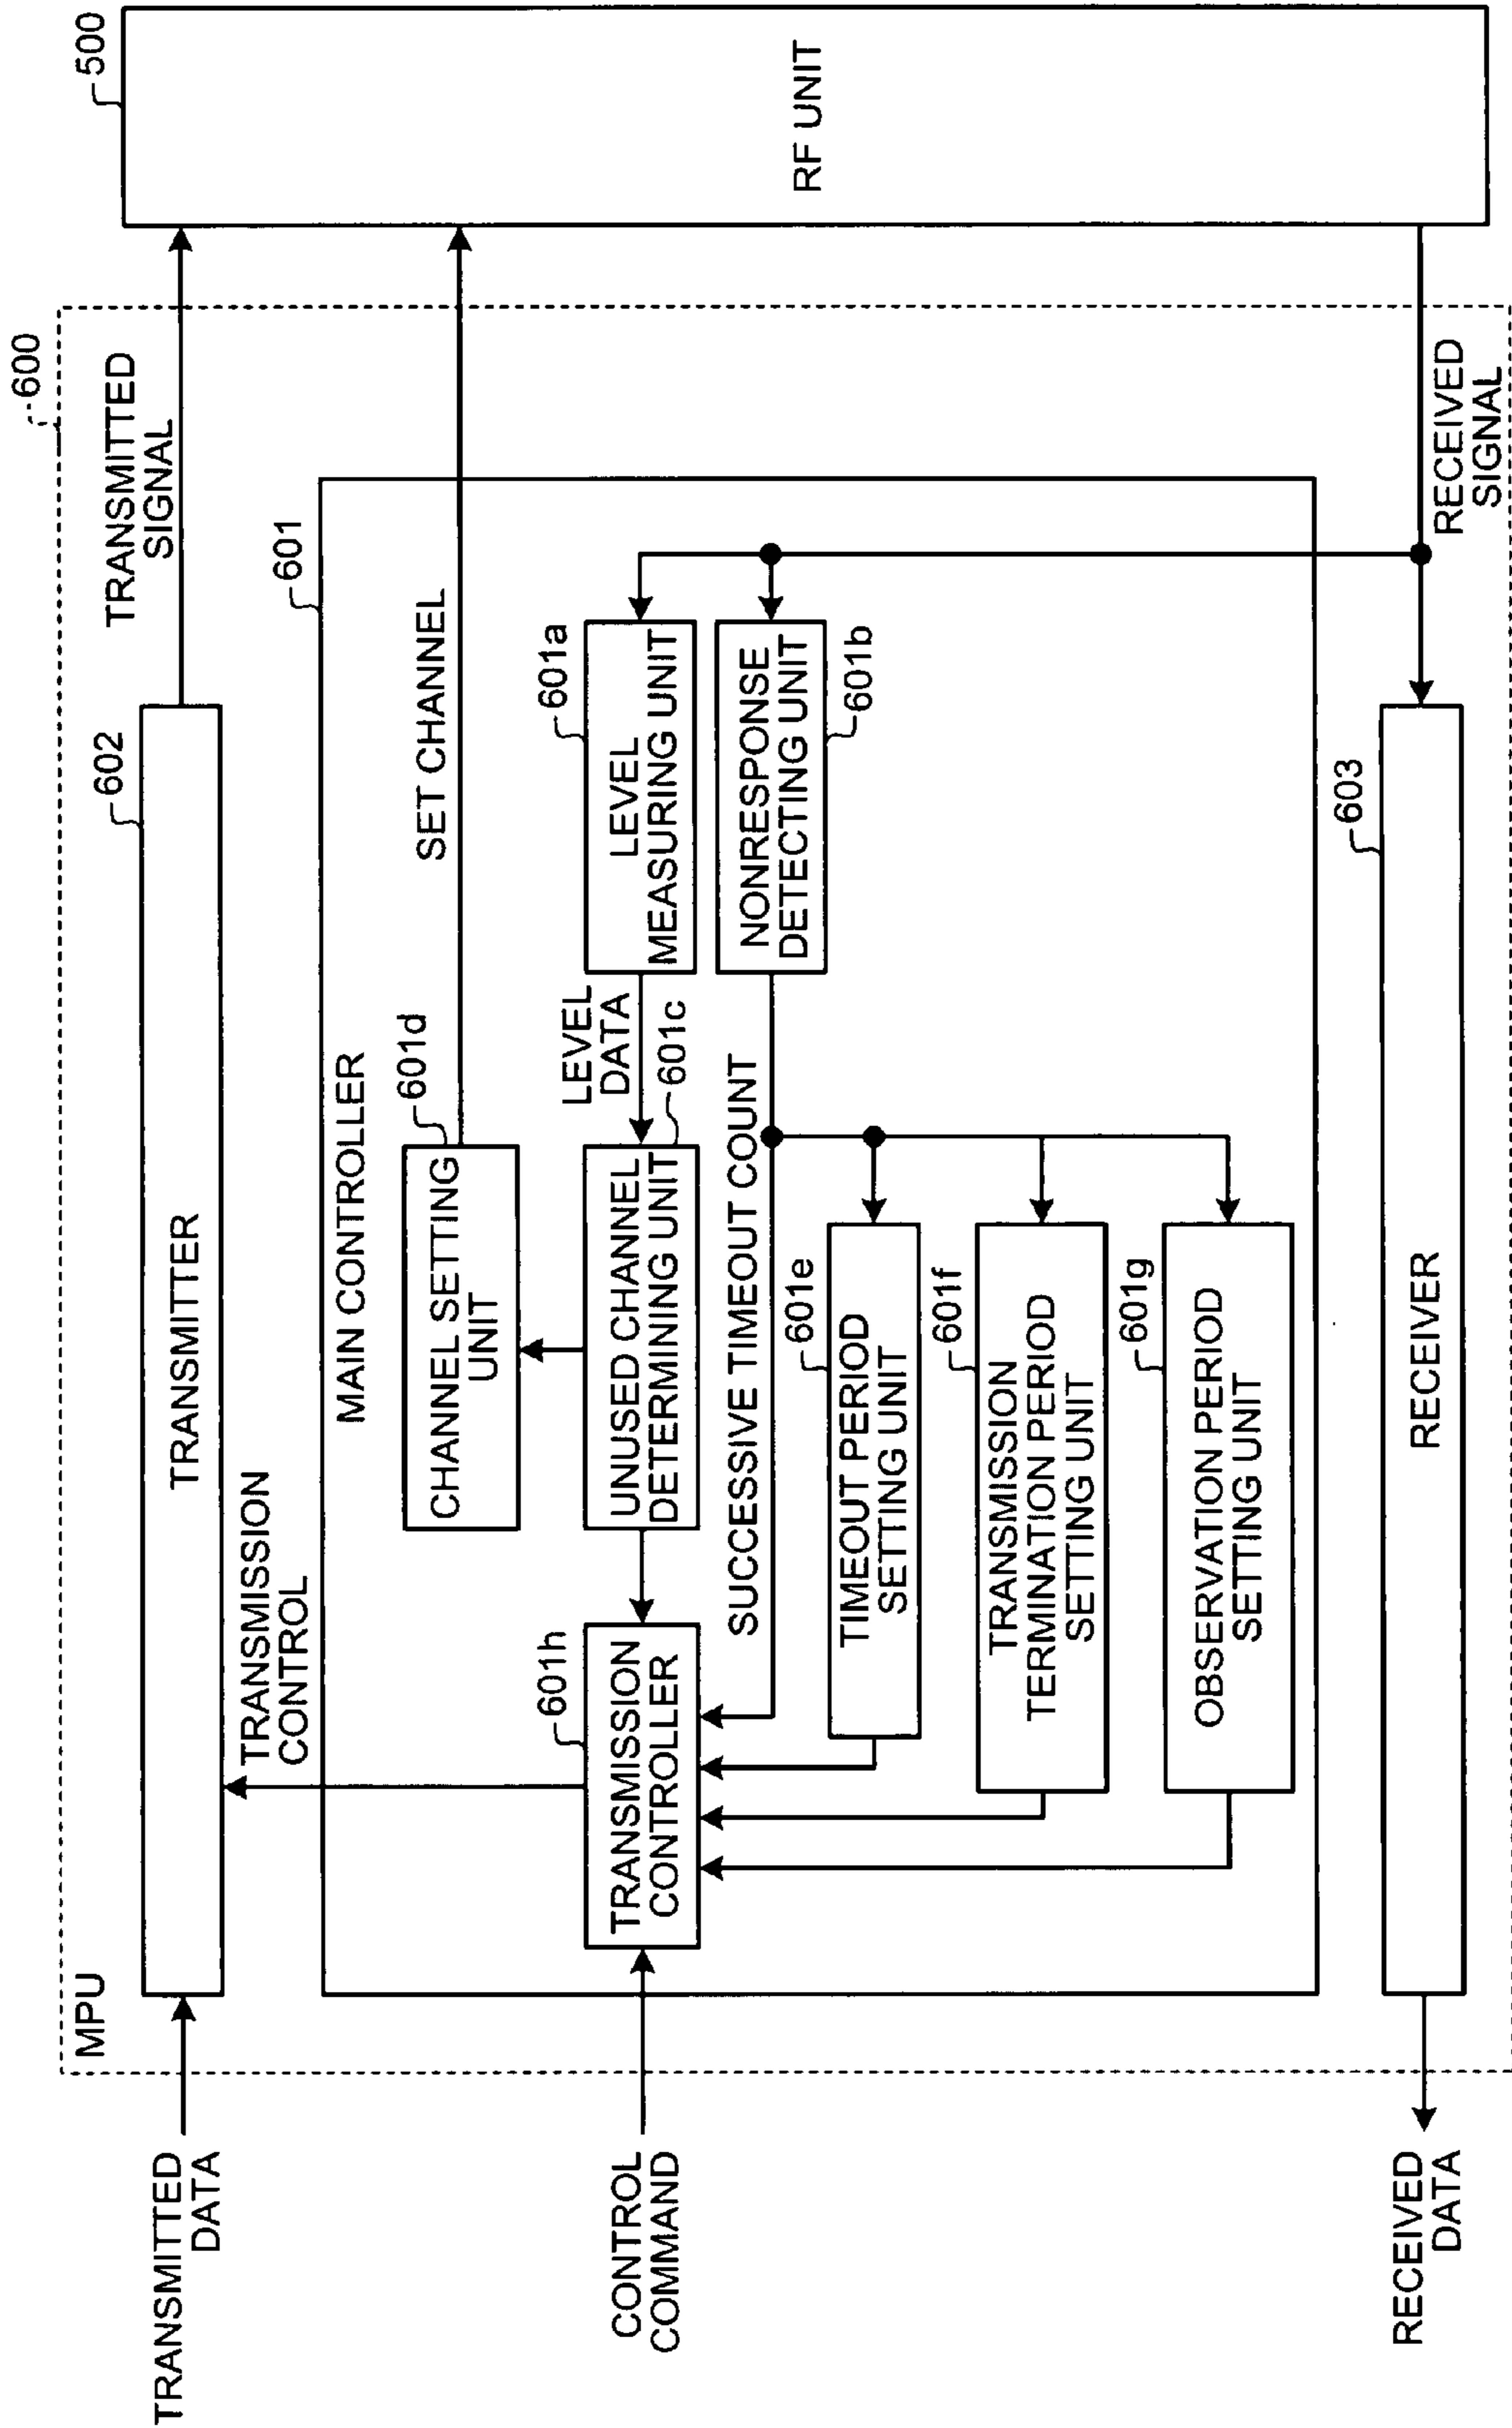 600
500
MPU
TRANSMITTED
DATA
602
TRANSMITTER
TRANSMITTED
SIGNAL
TRANSMISSION
CONTROL
MAIN CONTROLLER
601
601d
CHANNEL SETTING
UNIT
SET CHANNEL
RF UNIT
CONTROL
COMMAND
601h
TRANSMISSION
CONTROLLER
UNUSED CHANNEL
DETERMINING UNIT
601c
LEVEL
DATA
601a
LEVEL
MEASURING UNIT
SUCCESSIVE TIMEOUT COUNT
NONRESPONSE
DETECTING UNIT
601b
601e
TIMEOUT PERIOD
SETTING UNIT
601f
TRANSMISSION
TERMINATION PERIOD
SETTING UNIT
601g
OBSERVATION PERIOD
SETTING UNIT
603
RECEIVER
RECEIVED
SIGNAL
RECEIVED
DATA